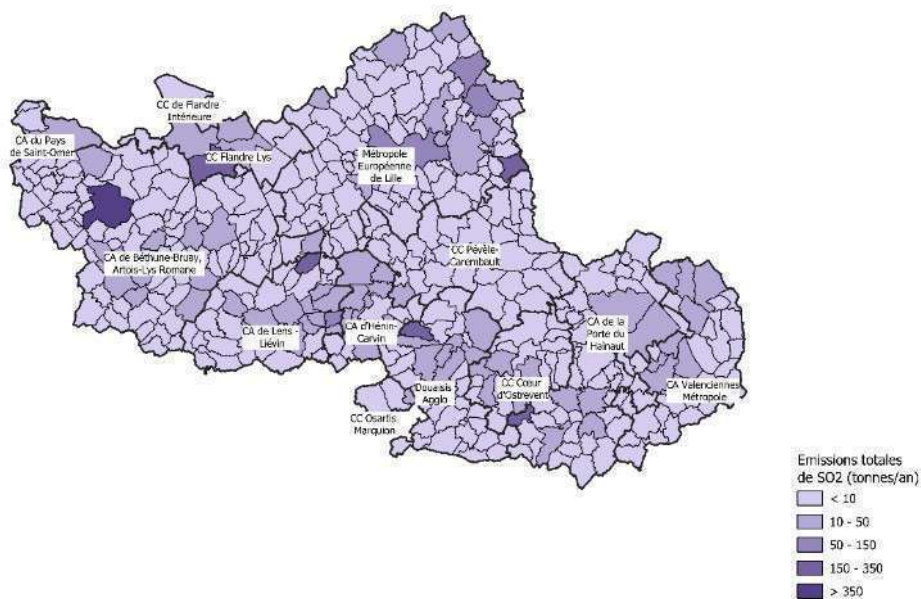 CC de Flandre
Intérieure
CA du Pays
de Saint-Omer
CC Flandre Lys
Métropole
Européenne
de Lille
CC Pévèle-
Carembault
CA de Béthune-Bruay,
Artois-Lys Romane
CA de Lens -
Liévin
CA d'Hénin-
Carvin
CA de la
Porte du
Hainaut
Douaisis
Agglo
CC Cœur
d'Ostrevent
CA Valenciennes
Métropole
CC Osartis
Marquion
Emissions totales
de SO2 (tonnes/an)
< 10
10 - 50
50 - 150
150 - 350
> 350